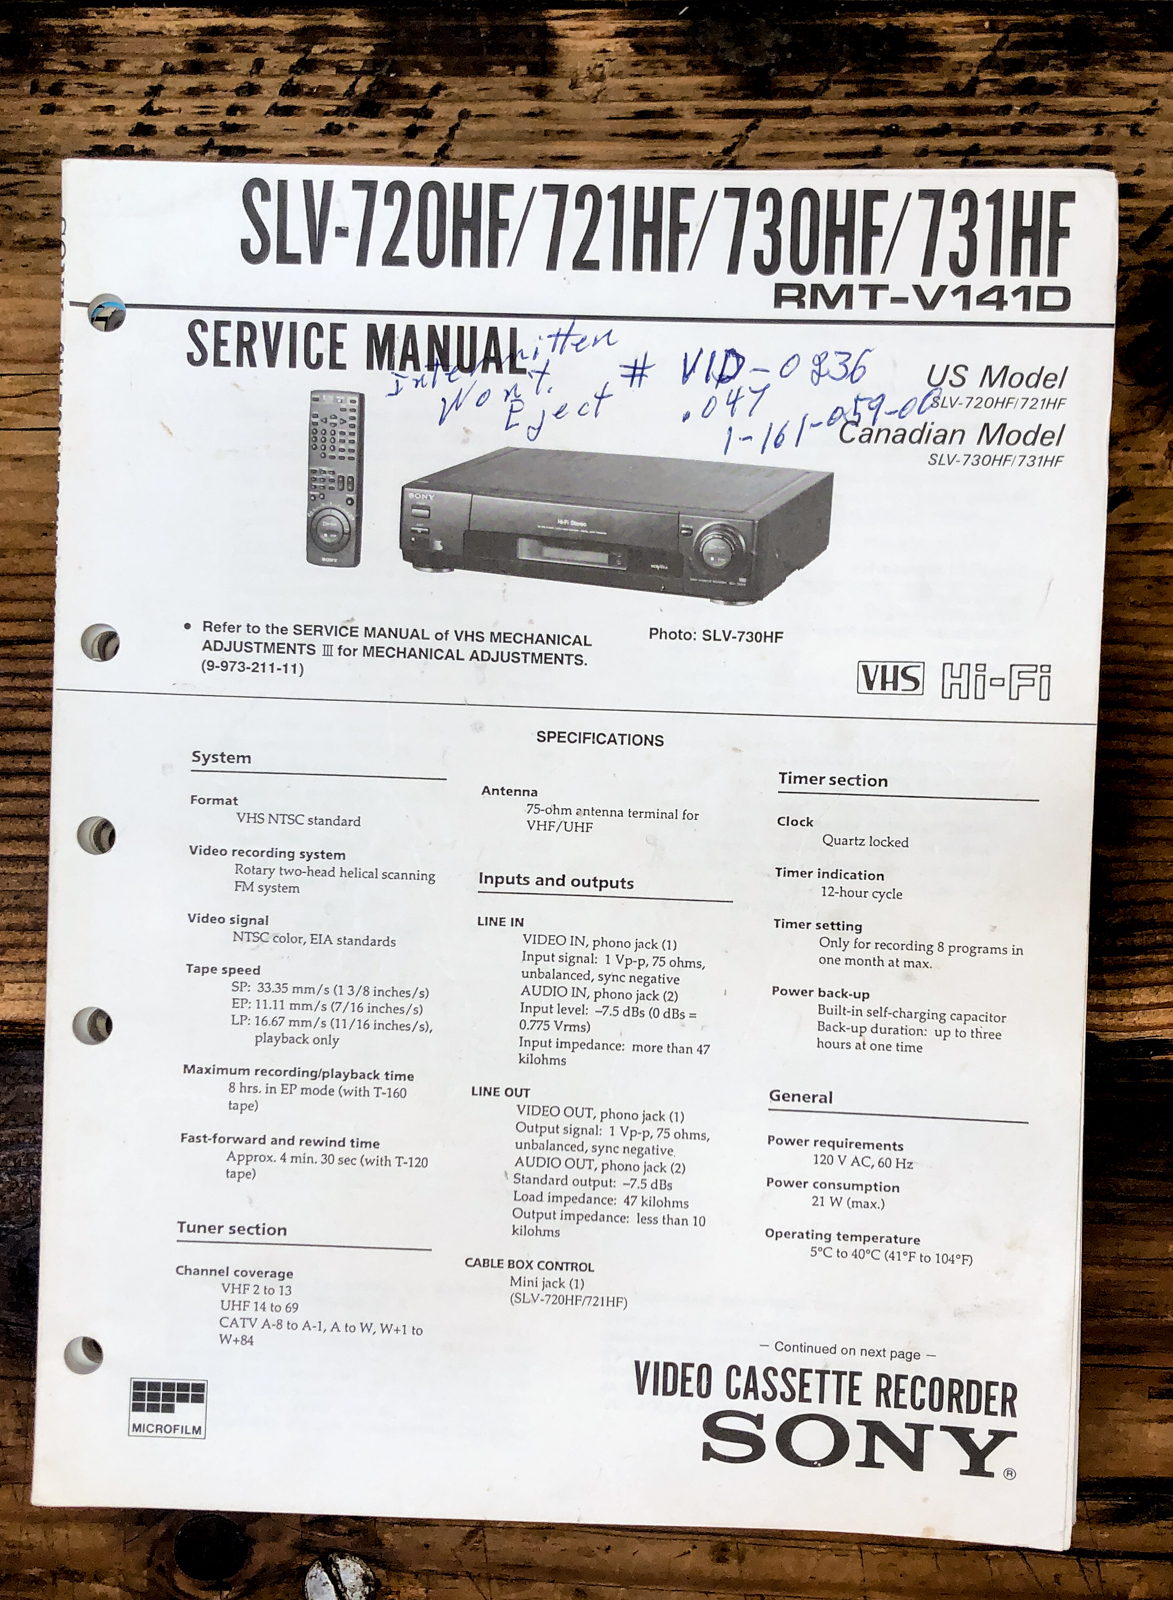 SLV-720HF/721HF/730HF/731HF
RMT-V141D
SERVICE MANUAL
Intermitten
Won't
Eject
# VID-0236
.047
1-161-059-00
US Model
SLV-720HF/721HF
Canadian Model
SLV-730HF/731HF
SONY
Hi-Fi Stereo
SONY
• Refer to the SERVICE MANUAL of VHS MECHANICAL
ADJUSTMENTS III for MECHANICAL ADJUSTMENTS.
(9-973-211-11)
Photo: SLV-730HF
VHS Hi-Fi
SPECIFICATIONS
System
Format
VHS NTSC standard
Video recording system
Rotary two-head helical scanning
FM system
Video signal
NTSC color, EIA standards
Tape speed
SP: 33.35 mm/s (1 3/8 inches/s)
EP: 11.11 mm/s (7/16 inches/s)
LP: 16.67 mm/s (11/16 inches/s),
playback only
Maximum recording/playback time
8 hrs. in EP mode (with T-160
tape)
Fast-forward and rewind time
Approx. 4 min. 30 sec (with T-120
tape)
Tuner section
Channel coverage
VHF 2 to 13
UHF 14 to 69
CATV A-8 to A-1, A to W, W+1 to
W+84
Antenna
75-ohm antenna terminal for
VHF/UHF
Inputs and outputs
LINE IN
VIDEO IN, phono jack (1)
Input signal: 1 Vp-p, 75 ohms,
unbalanced, sync negative
AUDIO IN, phono jack (2)
Input level: –7.5 dBs (0 dBs =
0.775 Vrms)
Input impedance: more than 47
kilohms
LINE OUT
VIDEO OUT, phono jack (1)
Output signal: 1 Vp-p, 75 ohms,
unbalanced, sync negative
AUDIO OUT, phono jack (2)
Standard output: –7.5 dBs
Load impedance: 47 kilohms
Output impedance: less than 10
kilohms
CABLE BOX CONTROL
Mini jack (1)
(SLV-720HF/721HF)
Timer section
Clock
Quartz locked
Timer indication
12-hour cycle
Timer setting
Only for recording 8 programs in
one month at max.
Power back-up
Built-in self-charging capacitor
Back-up duration: up to three
hours at one time
General
Power requirements
120 V AC, 60 Hz
Power consumption
21 W (max.)
Operating temperature
5°C to 40°C (41°F to 104°F)
— Continued on next page —
MICROFILM
VIDEO CASSETTE RECORDER
SONY®